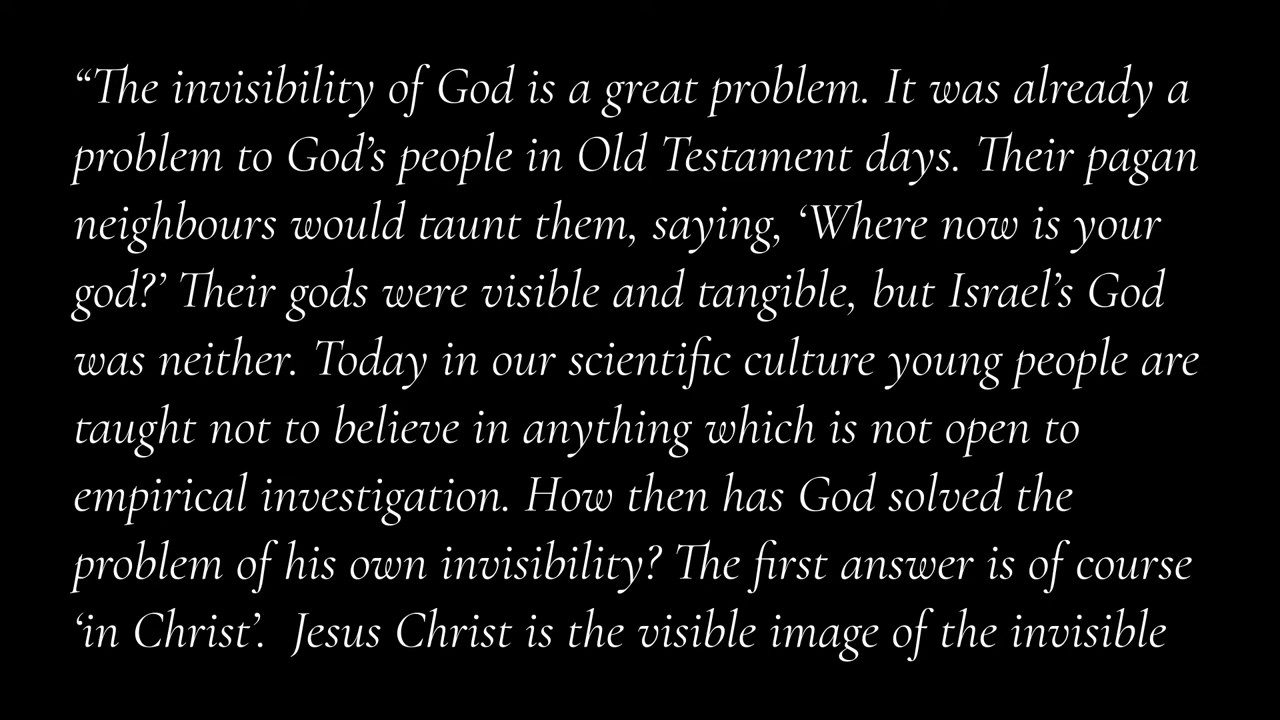 “The invisibility of God is a great problem. It was already a
problem to God’s people in Old Testament days. Their pagan
neighbours would taunt them, saying, ‘Where now is your
god?’ Their gods were visible and tangible, but Israel’s God
was neither. Today in our scientific culture young people are
taught not to believe in anything which is not open to
empirical investigation. How then has God solved the
problem of his own invisibility? The first answer is of course
‘in Christ’.  Jesus Christ is the visible image of the invisible